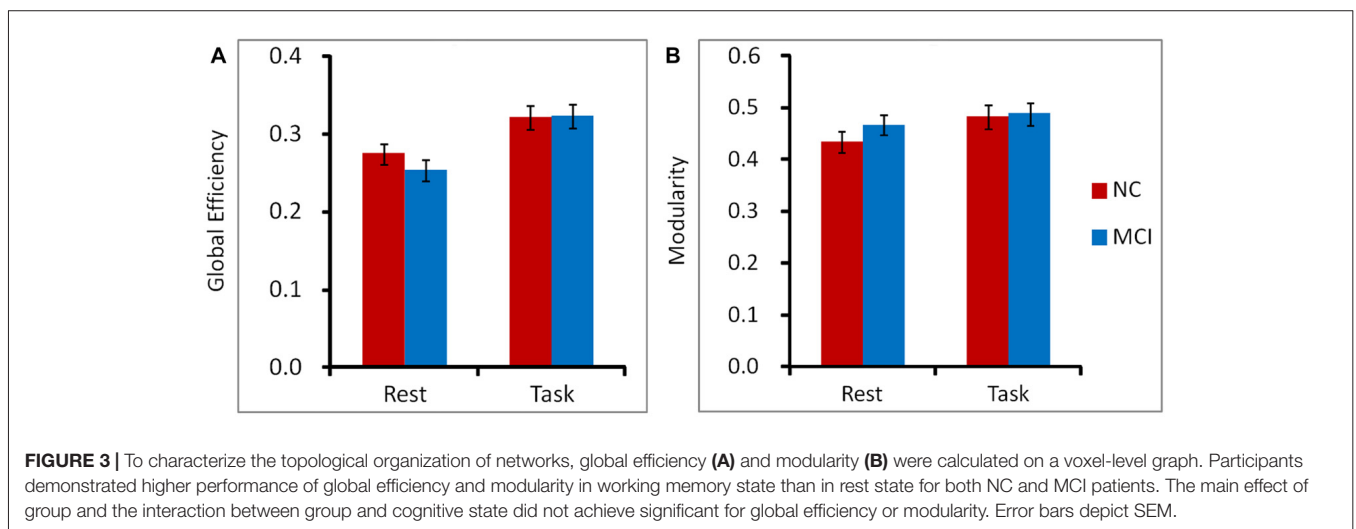 A
0.4
0.3
0.2
0.1
0.0
Global Efficiency
Rest
Task
B
0.6
0.5
0.4
0.3
0.2
0.1
0.0
Modularity
Rest
Task
NC
MCI
FIGURE 3 | To characterize the topological organization of networks, global efficiency (A) and modularity (B) were calculated on a voxel-level graph. Participants
demonstrated higher performance of global efficiency and modularity in working memory state than in rest state for both NC and MCI patients. The main effect of
group and the interaction between group and cognitive state did not achieve significant for global efficiency or modularity. Error bars depict SEM.